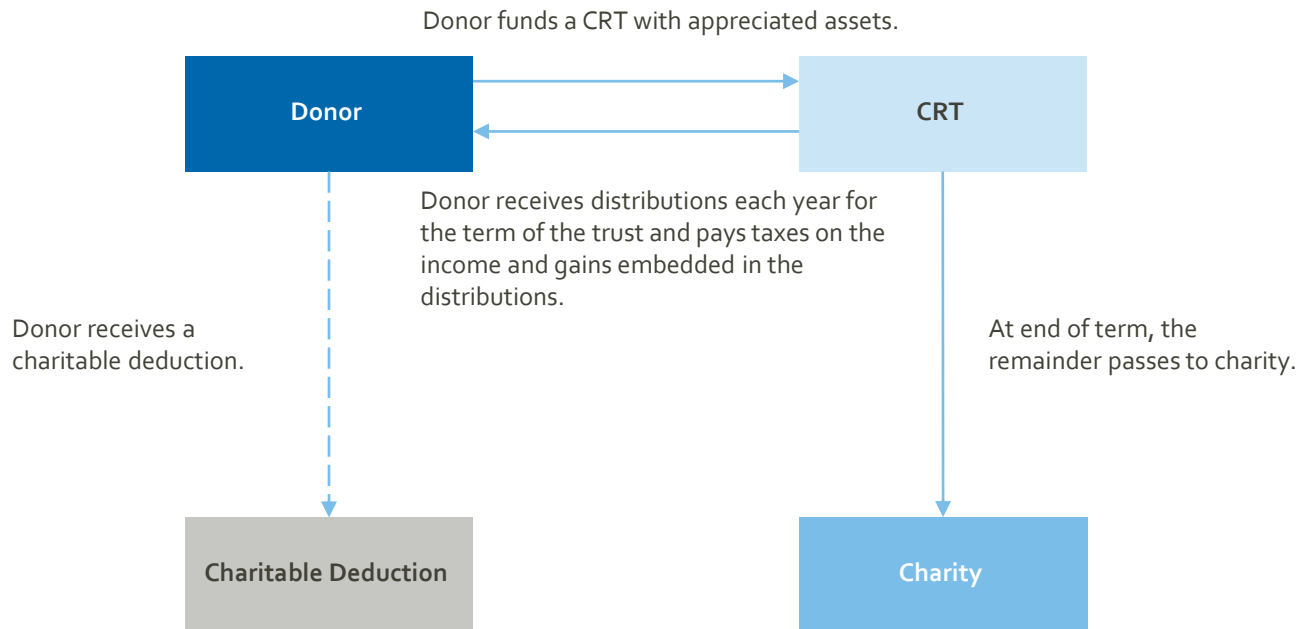 Donor funds a CRT with appreciated assets.
Donor
CRT
Donor receives distributions each year for
the term of the trust and pays taxes on the
income and gains embedded in the
distributions.
Donor receives a
charitable deduction.
At end of term, the
remainder passes to charity.
Charitable Deduction
Charity